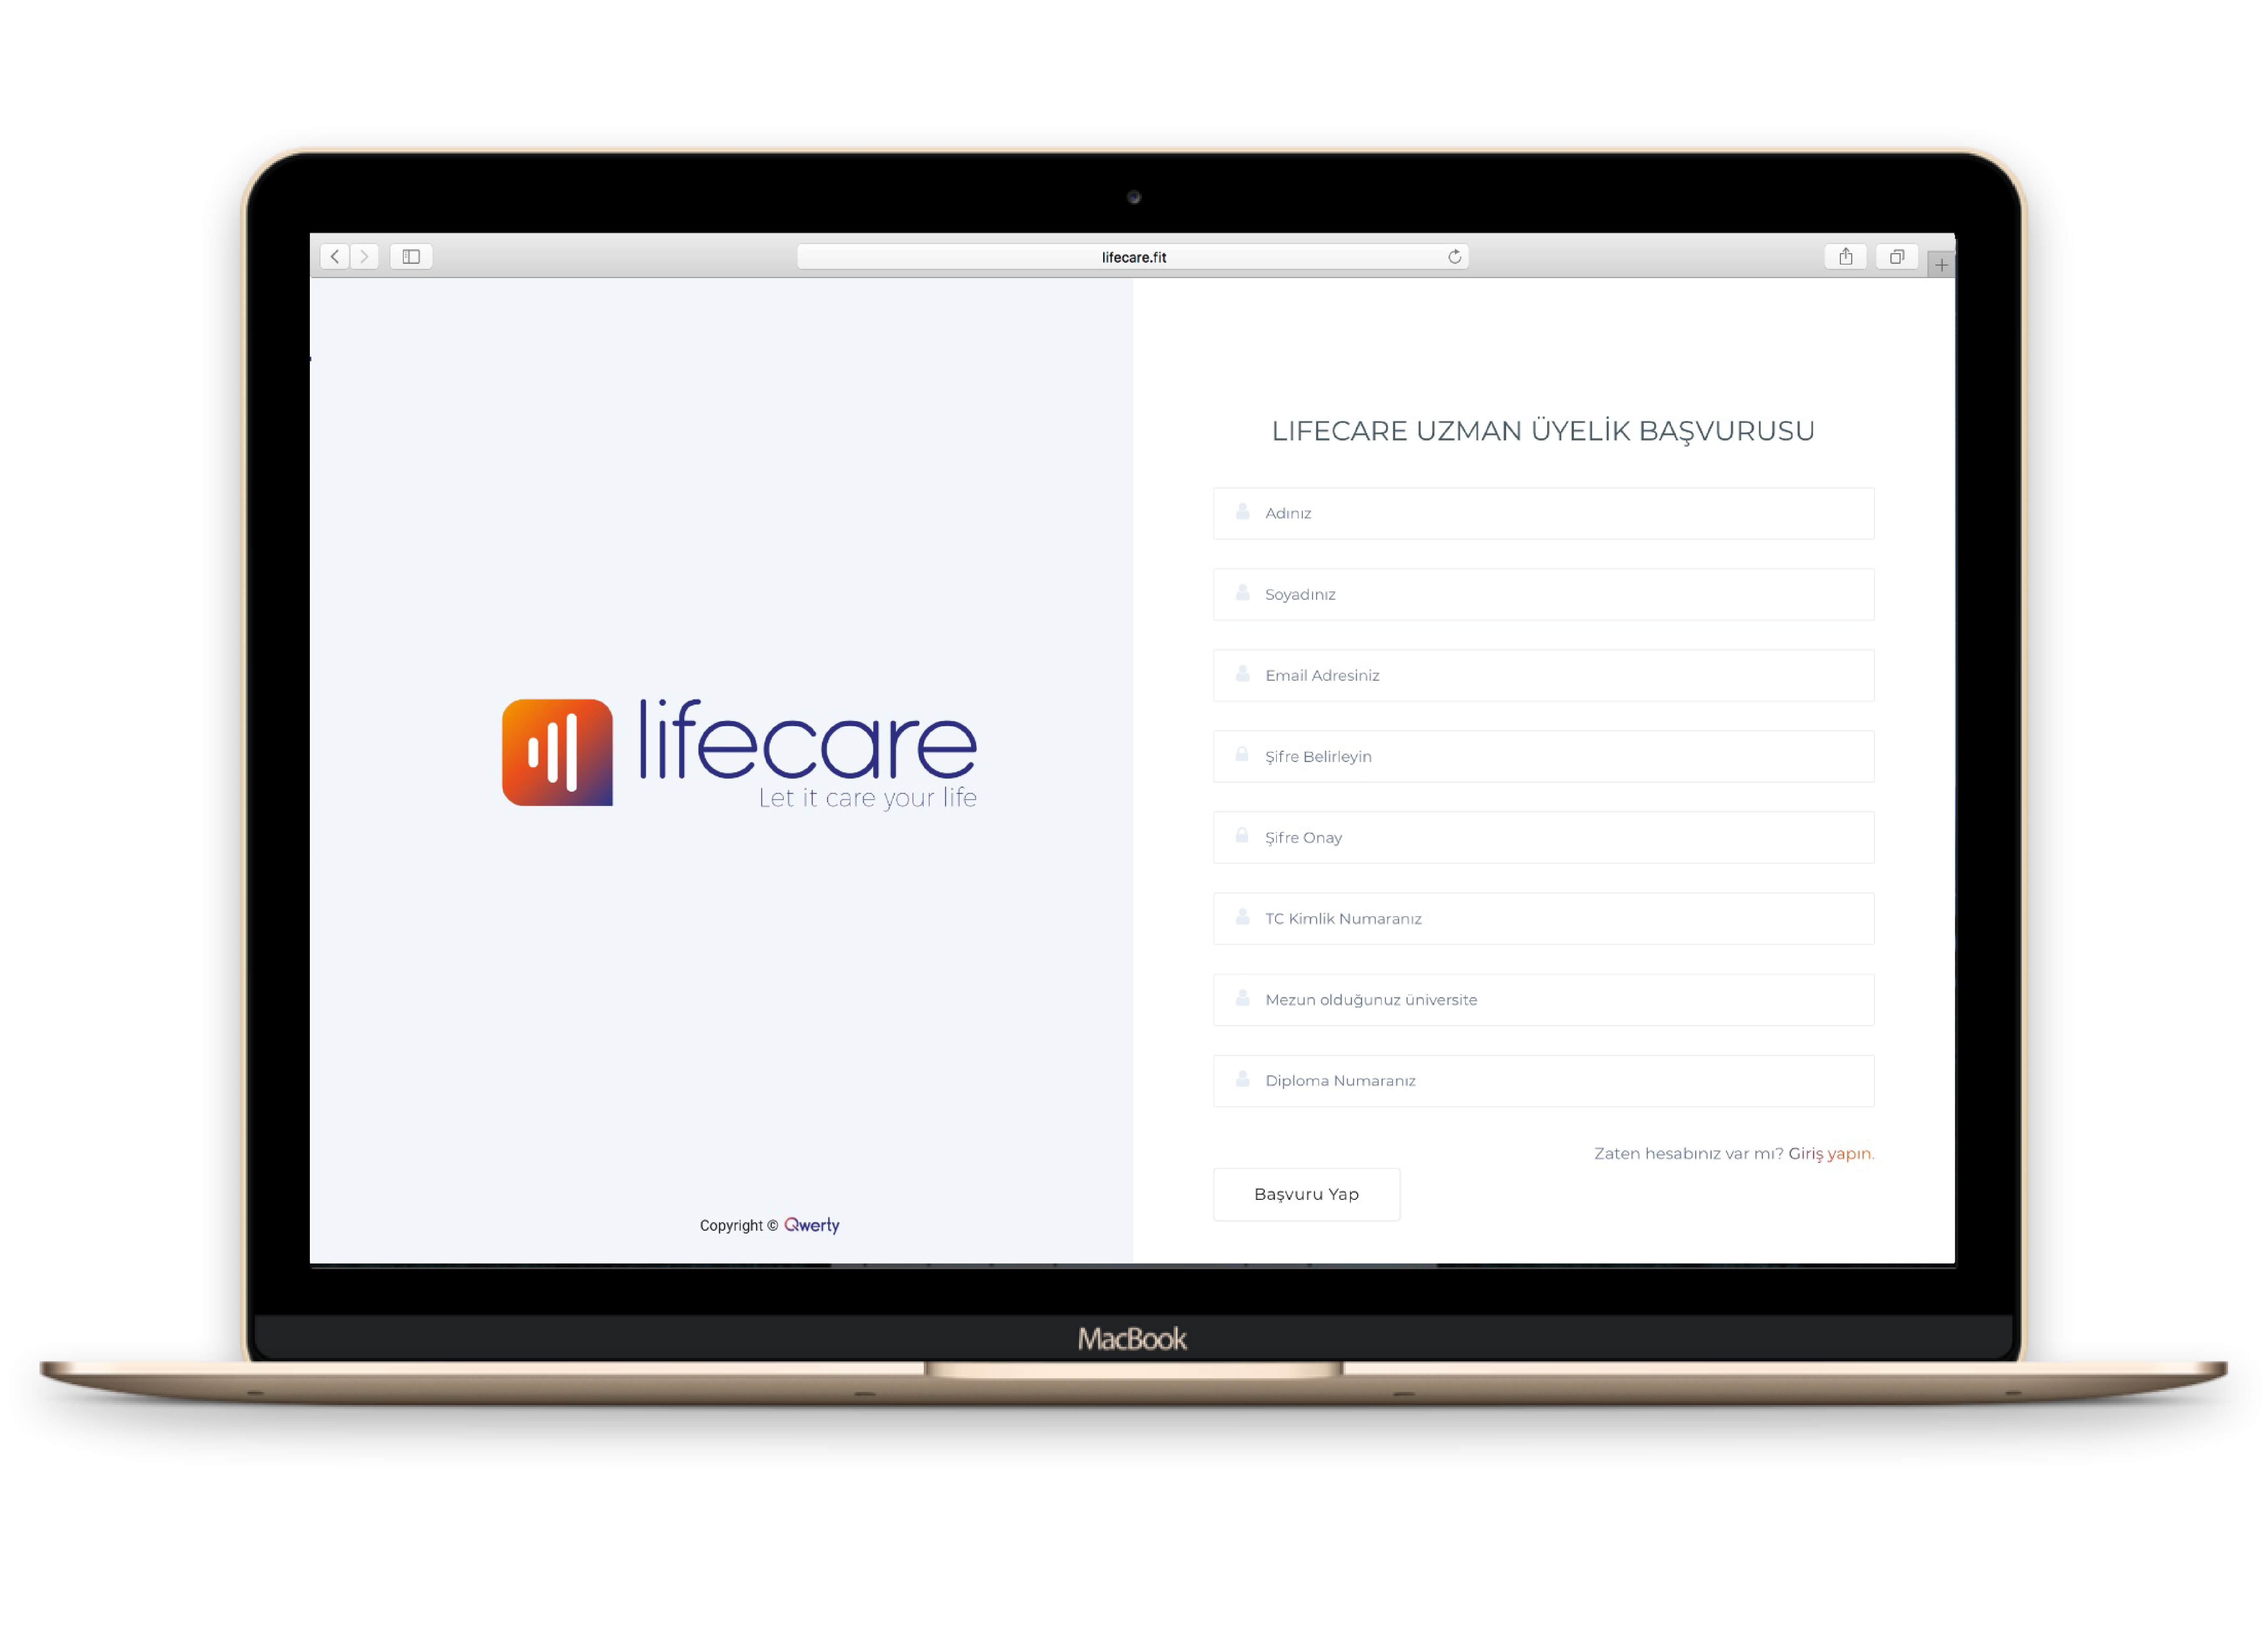 lifecare.fit
lifecare
Let it care your life
Copyright © Qwerty
LIFECARE UZMAN ÜYELİK BAŞVURUSU
Adınız
Soyadınız
Email Adresiniz
Şifre Belirleyin
Şifre Onay
TC Kimlik Numaranız
Mezun olduğunuz üniversite
Diploma Numaranız
Zaten hesabınız var mı? Giriş yapın.
Başvuru Yap
MacBook